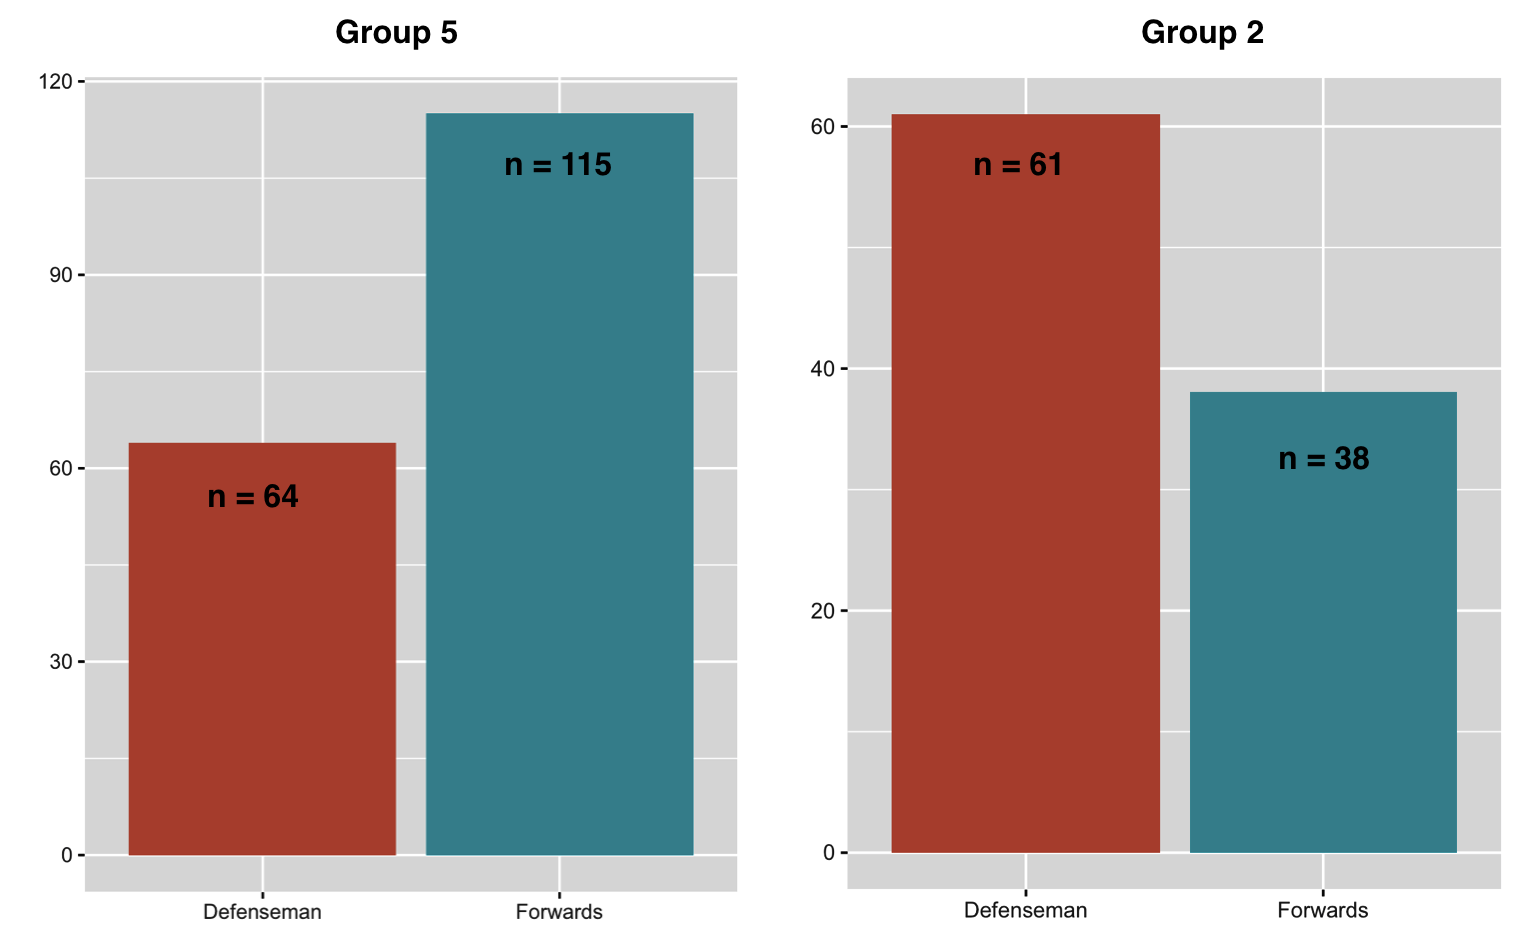 Group 5
120
90
60
30
0
n = 64
n = 115
Defenseman
Forwards
Group 2
60
40
20
0
n = 61
n = 38
Defenseman
Forwards